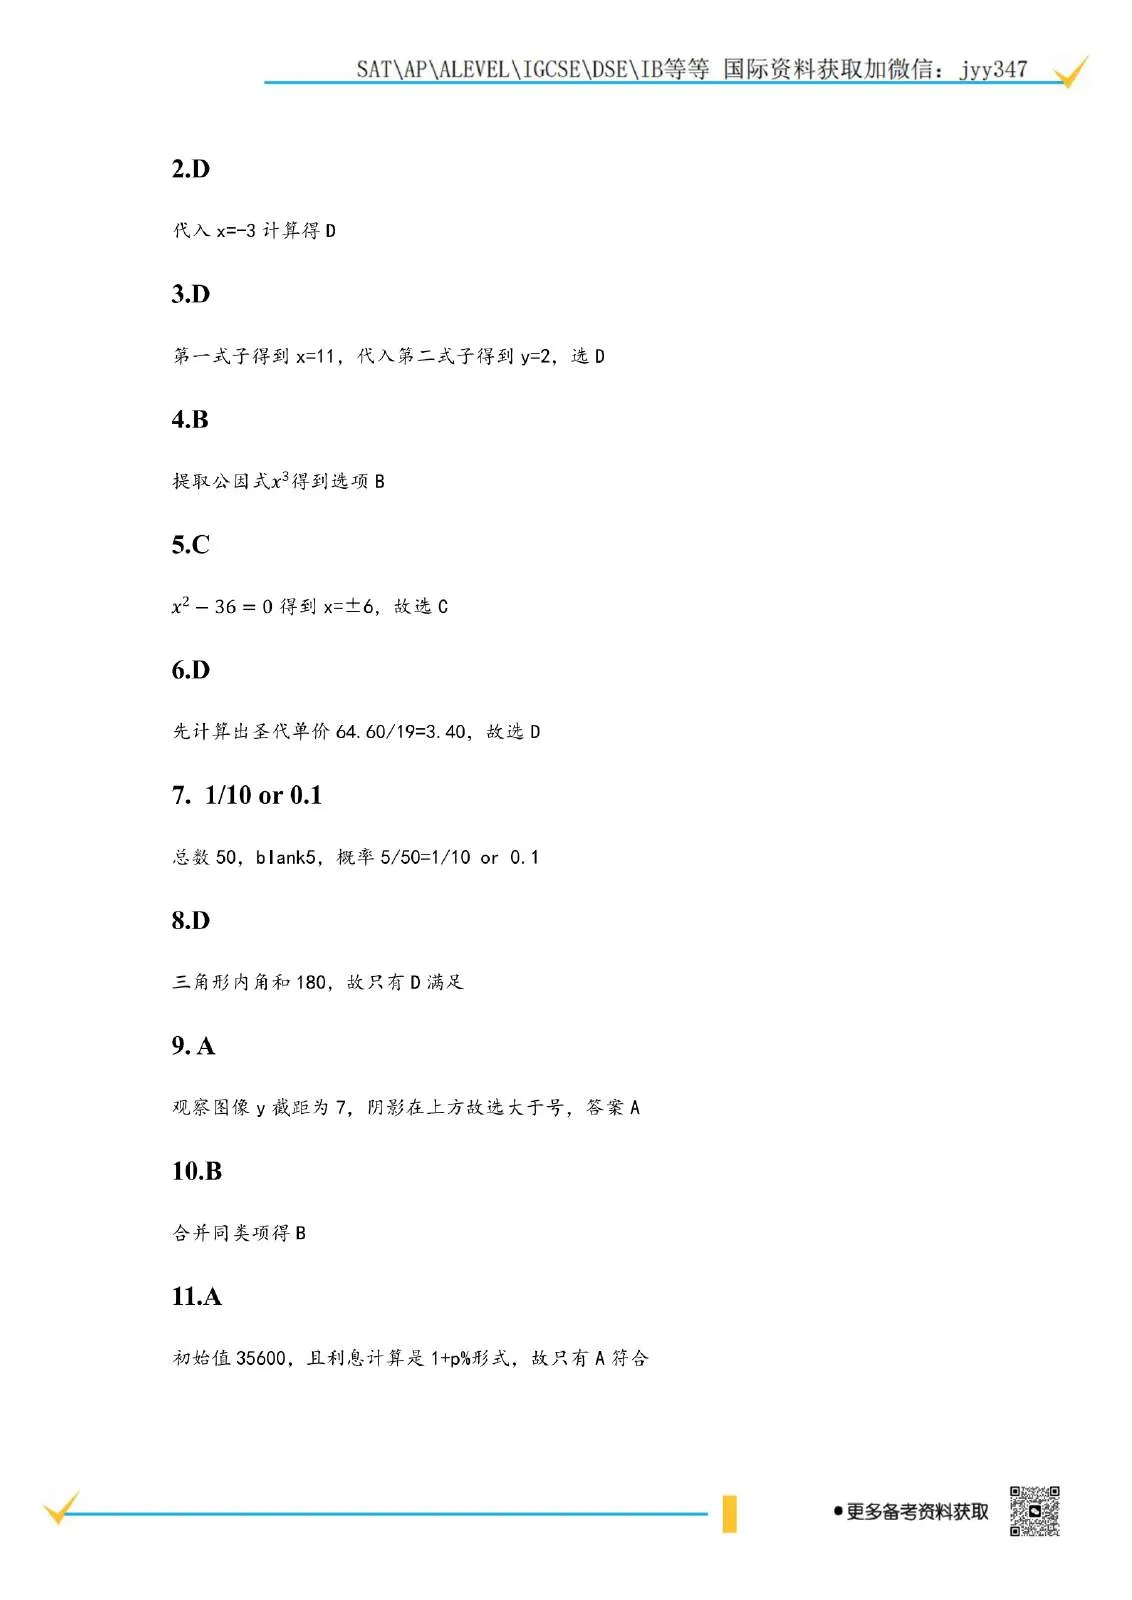 SAT\AP\ALEVEL\IGCSE\DSE\IB等等 国际资料获取加微信：jyy347
2.D
代入 x=-3 计算得 D
3.D
第一式子得到 x=11，代入第二式子得到 y=2，选 D
4.B
提取公因式x³得到选项 B
5.C
x² − 36 = 0 得到 x=±6，故选 C
6.D
先计算出圣代单价 64.60/19=3.40，故选 D
7. 1/10 or 0.1
总数 50，blank5，概率 5/50=1/10 or 0.1
8.D
三角形内角和 180，故只有 D 满足
9. A
观察图像 y 截距为 7，阴影在上方故选大于号，答案 A
10.B
合并同类项得 B
11.A
初始值 35600，且利息计算是 1+p%形式，故只有 A 符合
•更多备考资料获取